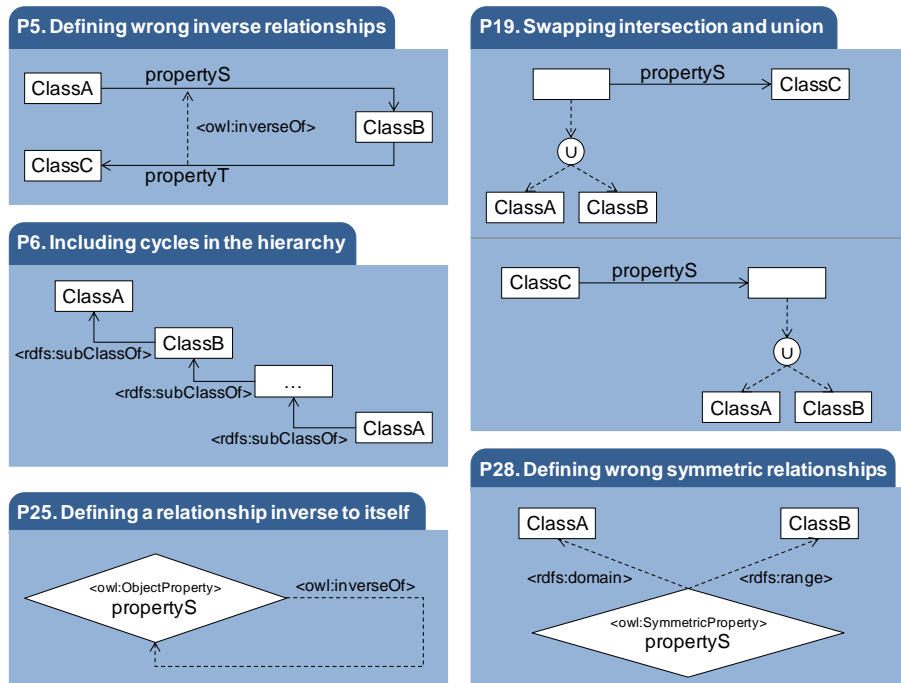 P5. Defining wrong inverse relationships
propertyS
ClassA
<owl:inverseOf>
ClassB
ClassC
propertyT
P6. Including cycles in the hierarchy
ClassA
<rdfs:subClassOf>
ClassB
<rdfs:subClassOf>
...
<rdfs:subClassOf>
ClassA
P25. Defining a relationship inverse to itself
<owl:ObjectProperty>
propertyS
<owl:inverseOf>
P19. Swapping intersection and union
propertyS
ClassC
U
ClassA
ClassB
ClassC
propertyS
U
ClassA
ClassB
P28. Defining wrong symmetric relationships
ClassA
ClassB
<rdfs:domain>
<rdfs:range>
<owl:SymmetricProperty>
propertyS